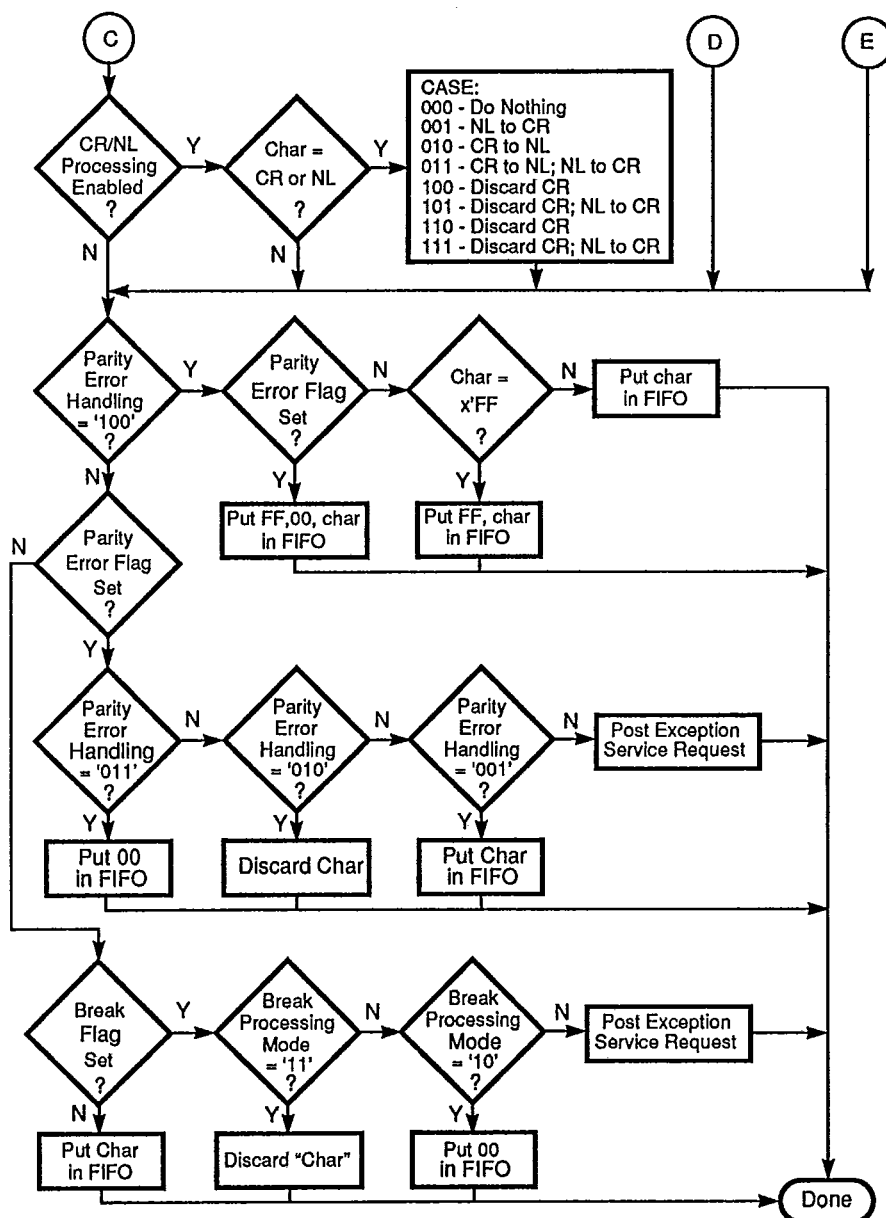 C
D
E
CR/NL
Processing
Enabled
?
Y
N
Char =
CR or NL
?
Y
N
CASE:
000 - Do Nothing
001 - NL to CR
010 - CR to NL
011 - CR to NL; NL to CR
100 - Discard CR
101 - Discard CR; NL to CR
110 - Discard CR
111 - Discard CR; NL to CR
Parity
Error
Handling
= '100'
?
Y
N
Parity
Error Flag
Set
?
N
Y
Char =
x'FF
?
N
Y
Put char
in FIFO
Put FF,00, char
in FIFO
Put FF, char
in FIFO
Parity
Error Flag
Set
?
N
Y
Parity
Error
Handling
= '011'
?
N
Y
Parity
Error
Handling
= '010'
?
N
Y
Parity
Error
Handling
= '001'
?
N
Y
Post Exception
Service Request
Put 00
in FIFO
Discard Char
Put Char
in FIFO
Break
Flag
Set
?
Y
N
Break
Processing
Mode
= '11'
?
N
Y
Break
Processing
Mode
= '10'
?
N
Y
Post Exception
Service Request
Put Char
in FIFO
Discard “Char”
Put 00
in FIFO
Done